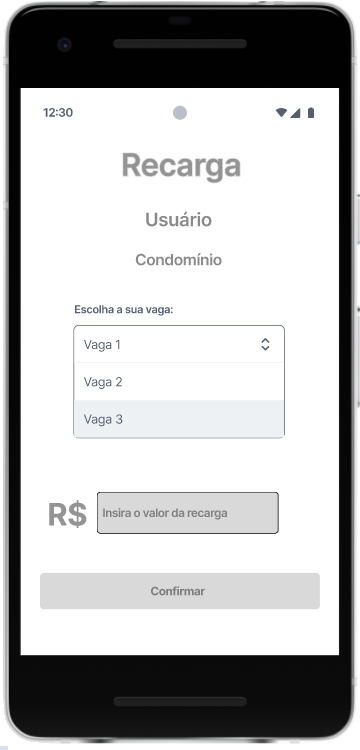 12:30
Recarga
Usuário
Condomínio
Escolha a sua vaga:
Vaga 1
Vaga 2
Vaga 3
R$ Insira o valor da recarga
Confirmar